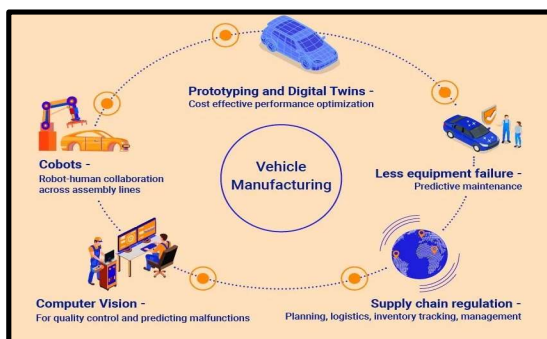 Prototyping and Digital Twins -
Cost effective performance optimization
Cobots -
Robot-human collaboration
across assembly lines
Vehicle
Manufacturing
Less equipment failure -
Predictive maintenance
Computer Vision -
For quality control and predicting malfunctions
Supply chain regulation -
Planning, logistics, inventory tracking, management